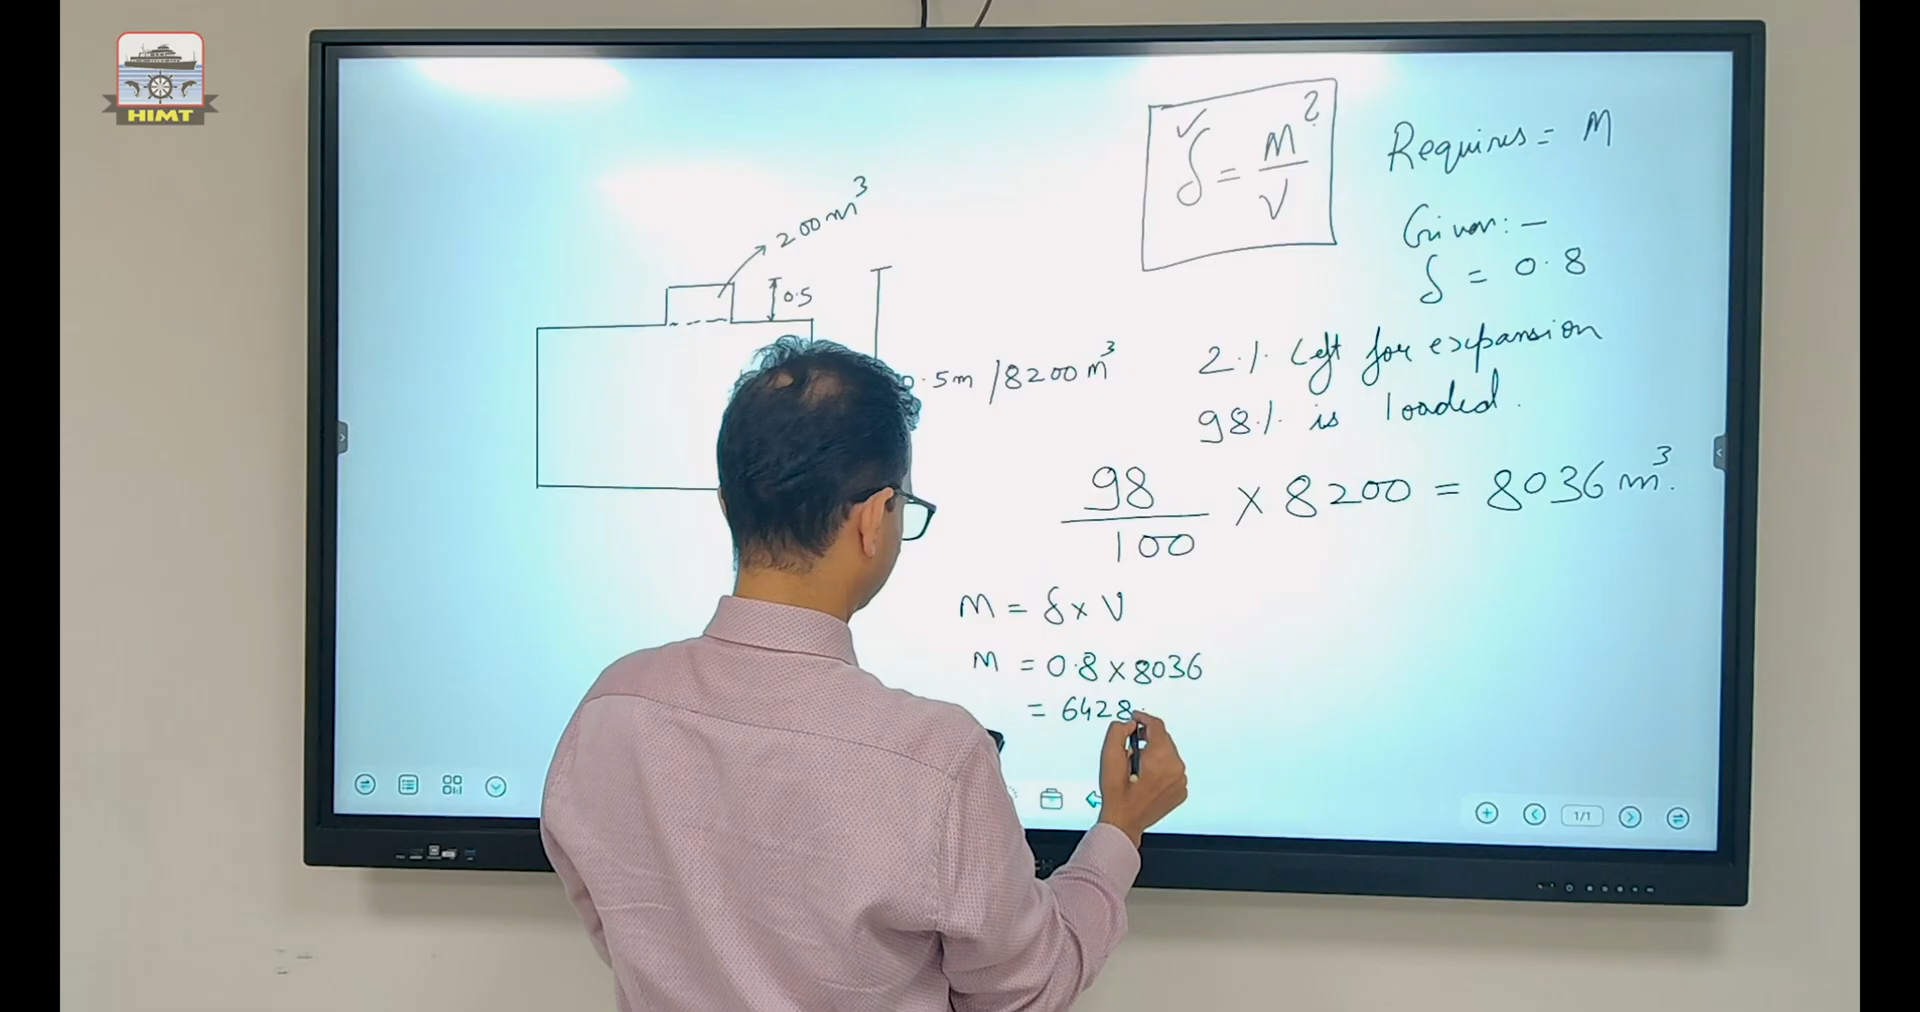 HIMT
δ = m/V ?
Requires = M
Given: –
δ = 0.8
200 m³
0.5
.5m / 8200 m³
2% Left for expansion
98% is loaded.
98/100 × 8200 = 8036 m³.
M = δ × V
M = 0.8 × 8036
= 6428.
1/1